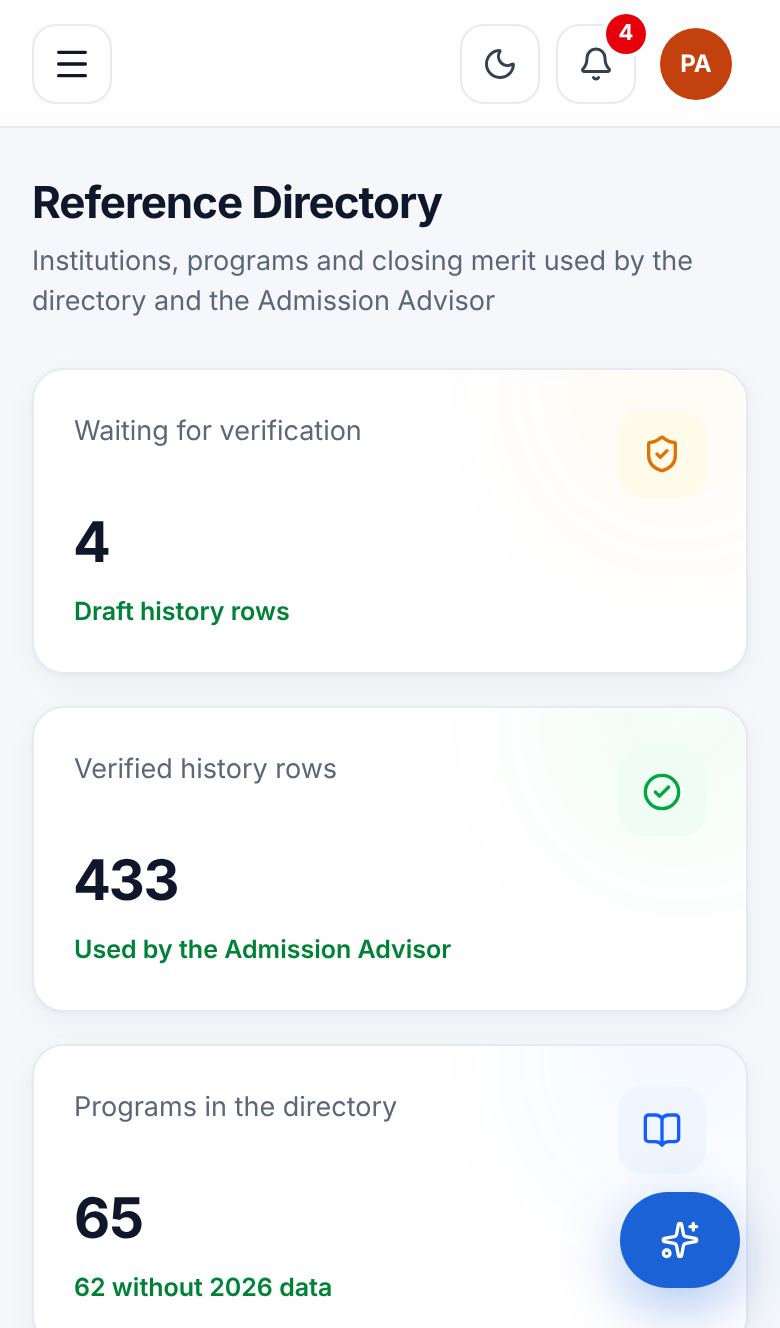 4
PA
Reference Directory
Institutions, programs and closing merit used by the
directory and the Admission Advisor
Waiting for verification
4
Draft history rows
Verified history rows
433
Used by the Admission Advisor
Programs in the directory
65
62 without 2026 data